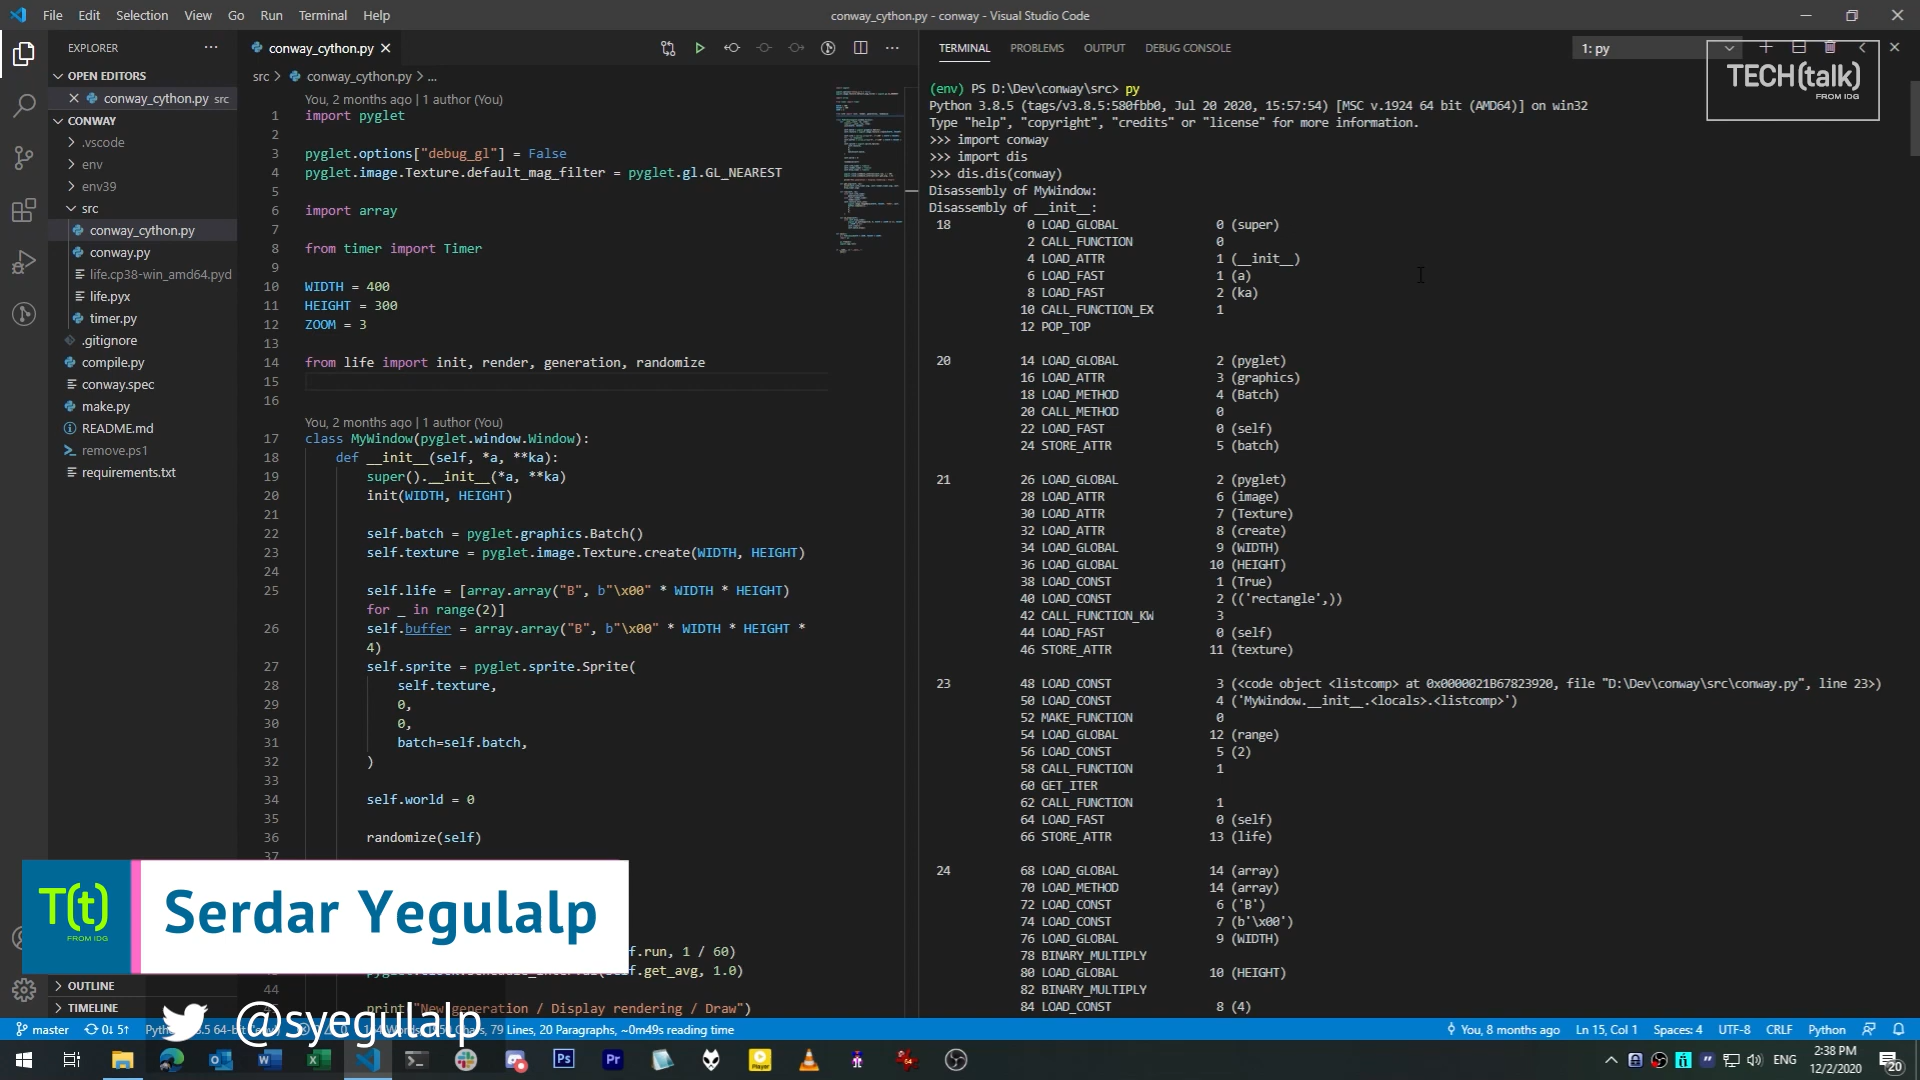 File Edit Selection View Go Run Terminal Help
conway_cython.py - conway - Visual Studio Code
EXPLORER
OPEN EDITORS
conway_cython.py src
CONWAY
.vscode
env
env39
src
conway_cython.py
conway.py
life.cp38-win_amd64.pyd
life.pyx
timer.py
.gitignore
compile.py
conway.spec
make.py
README.md
remove.ps1
requirements.txt
OUTLINE
TIMELINE
conway_cython.py
src > conway_cython.py > ...
You, 2 months ago | 1 author (You)
1 import pyglet
2
3 pyglet.options["debug_gl"] = False
4 pyglet.image.Texture.default_mag_filter = pyglet.gl.GL_NEAREST
5
6 import array
7
8 from timer import Timer
9
10 WIDTH = 400
11 HEIGHT = 300
12 ZOOM = 3
13
14 from life import init, render, generation, randomize
15
16
You, 2 months ago | 1 author (You)
17 class MyWindow(pyglet.window.Window):
18 def __init__(self, *a, **ka):
19 super().__init__(*a, **ka)
20 init(WIDTH, HEIGHT)
21
22 self.batch = pyglet.graphics.Batch()
23 self.texture = pyglet.image.Texture.create(WIDTH, HEIGHT)
24
25 self.life = [array.array("B", b"\x00" * WIDTH * HEIGHT)
for _ in range(2)]
26 self.buffer = array.array("B", b"\x00" * WIDTH * HEIGHT *
4)
27 self.sprite = pyglet.sprite.Sprite(
28 self.texture,
29 0,
30 0,
31 batch=self.batch,
32 )
33
34 self.world = 0
35
36 randomize(self)
37
f.run, 1 / 60)
.get_avg, 1.0)
44
print("New generation / Display rendering / Draw")
TERMINAL PROBLEMS OUTPUT DEBUG CONSOLE
1: py
TECH(talk)
FROM IDG
(env) PS D:\Dev\conway\src> py
Python 3.8.5 (tags/v3.8.5:580fbb0, Jul 20 2020, 15:57:54) [MSC v.1924 64 bit (AMD64)] on win32
Type "help", "copyright", "credits" or "license" for more information.
>>> import conway
>>> import dis
>>> dis.dis(conway)
Disassembly of MyWindow:
Disassembly of __init__:
18 0 LOAD_GLOBAL 0 (super)
2 CALL_FUNCTION 0
4 LOAD_ATTR 1 (__init__)
6 LOAD_FAST 1 (a)
8 LOAD_FAST 2 (ka)
10 CALL_FUNCTION_EX 1
12 POP_TOP
20 14 LOAD_GLOBAL 2 (pyglet)
16 LOAD_ATTR 3 (graphics)
18 LOAD_METHOD 4 (Batch)
20 CALL_METHOD 0
22 LOAD_FAST 0 (self)
24 STORE_ATTR 5 (batch)
21 26 LOAD_GLOBAL 2 (pyglet)
28 LOAD_ATTR 6 (image)
30 LOAD_ATTR 7 (Texture)
32 LOAD_ATTR 8 (create)
34 LOAD_GLOBAL 9 (WIDTH)
36 LOAD_GLOBAL 10 (HEIGHT)
38 LOAD_CONST 1 (True)
40 LOAD_CONST 2 (('rectangle',))
42 CALL_FUNCTION_KW 3
44 LOAD_FAST 0 (self)
46 STORE_ATTR 11 (texture)
23 48 LOAD_CONST 3 (<code object <listcomp> at 0x0000021B67823920, file "D:\Dev\conway\src\conway.py", line 23>)
50 LOAD_CONST 4 ('MyWindow.__init__.<locals>.<listcomp>')
52 MAKE_FUNCTION 0
54 LOAD_GLOBAL 12 (range)
56 LOAD_CONST 5 (2)
58 CALL_FUNCTION 1
60 GET_ITER
62 CALL_FUNCTION 1
64 LOAD_FAST 0 (self)
66 STORE_ATTR 13 (life)
24 68 LOAD_GLOBAL 14 (array)
70 LOAD_METHOD 14 (array)
72 LOAD_CONST 6 ('B')
74 LOAD_CONST 7 (b'\x00')
76 LOAD_GLOBAL 9 (WIDTH)
78 BINARY_MULTIPLY
80 LOAD_GLOBAL 10 (HEIGHT)
82 BINARY_MULTIPLY
84 LOAD_CONST 8 (4)
T(t)
FROM IDG
Serdar Yegulalp
@syegulalp
master 0↓ 5↑
79 Lines, 20 Paragraphs, ~0m49s reading time
You, 8 months ago Ln 15, Col 1 Spaces: 4 UTF-8 CRLF Python
ENG
2:38 PM
12/2/2020
20